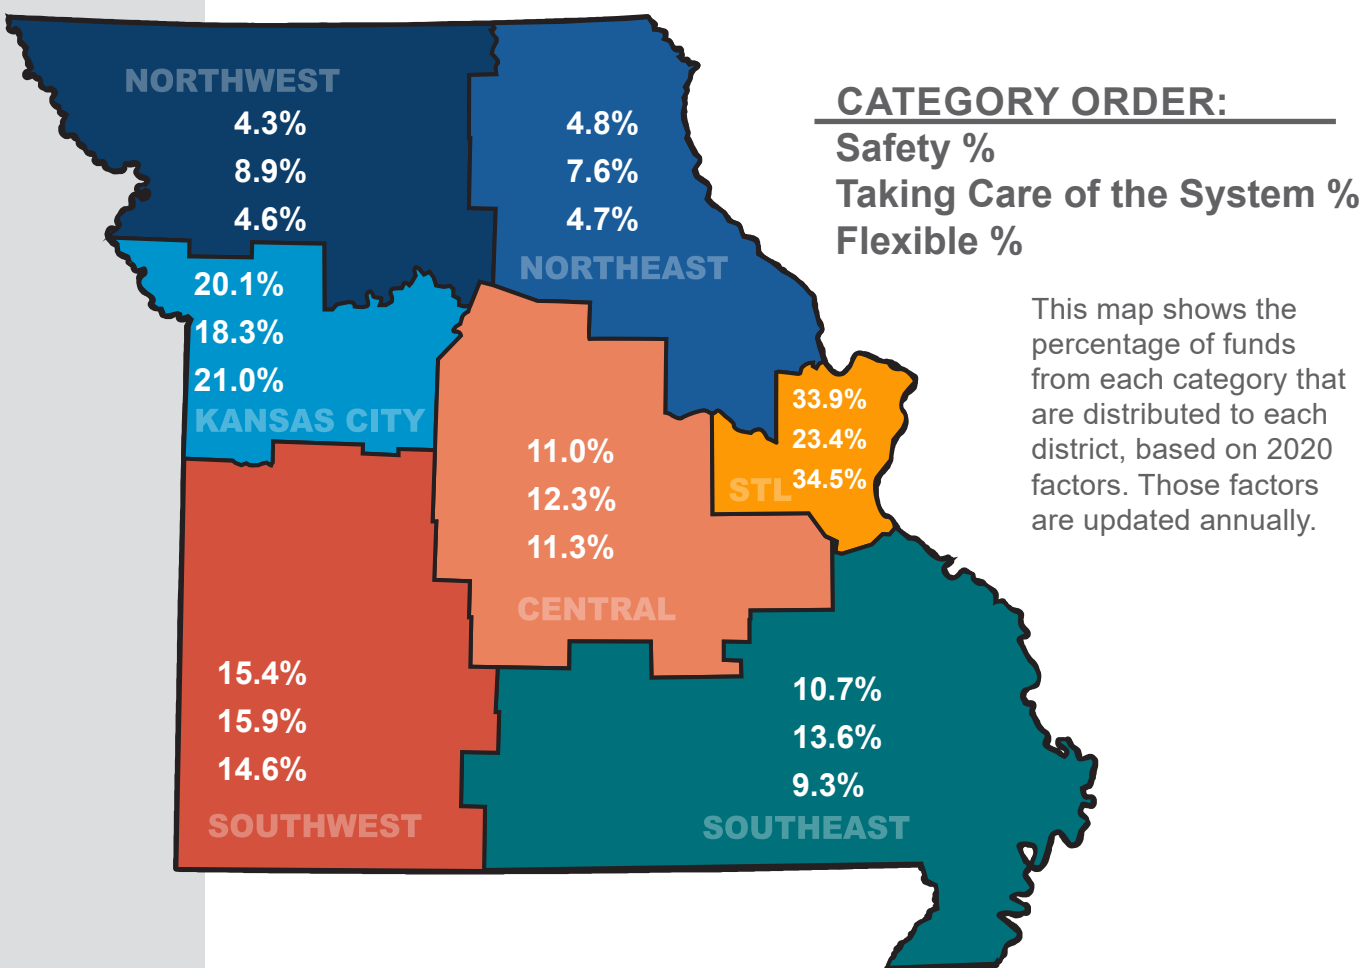 NORTHWEST
4.3%
8.9%
4.6%
4.8%
7.6%
4.7%
NORTHEAST
CATEGORY ORDER:
Safety %
Taking Care of the System %
Flexible %
This map shows the
percentage of funds
from each category that
are distributed to each
district, based on 2020
factors. Those factors
are updated annually.
20.1%
18.3%
21.0%
KANSAS CITY
11.0%
12.3%
11.3%
CENTRAL
33.9%
23.4%
34.5%
STL
15.4%
15.9%
14.6%
SOUTHWEST
10.7%
13.6%
9.3%
SOUTHEAST